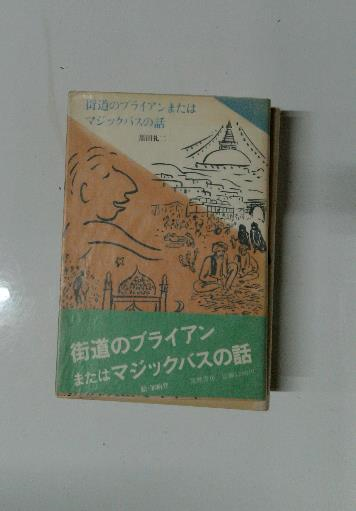 街道のブライアンまたは
マジックバスの話
街道のブライアン
またはマジックバスの話